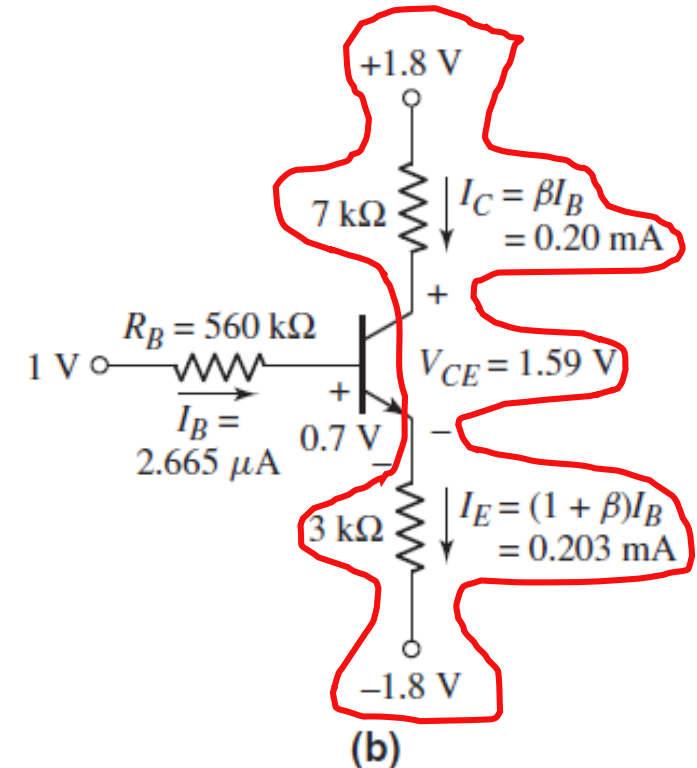 +1.8 V
7 kΩ
I_C = βI_B
= 0.20 mA
+
R_B = 560 kΩ
1 V
V_CE = 1.59 V
+
I_B =
2.665 μA
0.7 V
–
–
3 kΩ
I_E = (1 + β)I_B
= 0.203 mA
–1.8 V
(b)